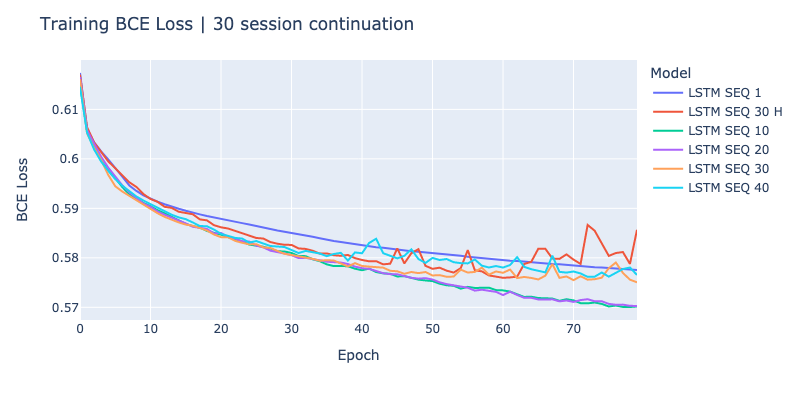 Training BCE Loss | 30 session continuation
Model
LSTM SEQ 1
LSTM SEQ 30 H
LSTM SEQ 10
LSTM SEQ 20
LSTM SEQ 30
LSTM SEQ 40
BCE Loss
0.61
0.6
0.59
0.58
0.57
0 10 20 30 40 50 60 70
Epoch